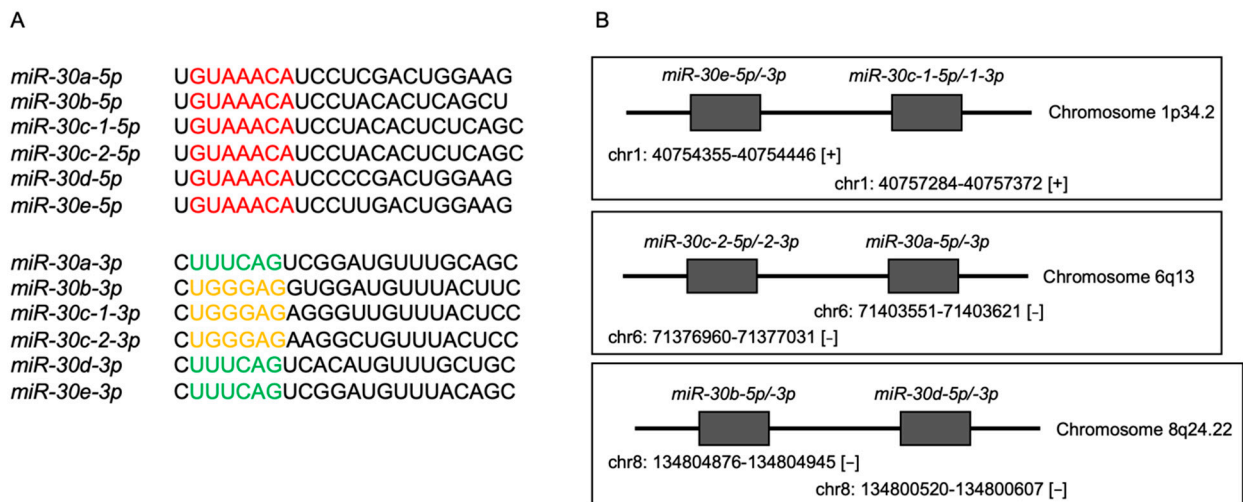 A
miR-30a-5p UGUAAACAUCCUCGACUGGAAG
miR-30b-5p UGUAAACAUCCUACACUCAGCU
miR-30c-1-5p UGUAAACAUCCUACACUCUCAGC
miR-30c-2-5p UGUAAACAUCCUACACUCUCAGC
miR-30d-5p UGUAAACAUCCCCGACUGGAAG
miR-30e-5p UGUAAACAUCCUUGACUGGAAG
miR-30a-3p CUUUCAGUCGGAUGUUUGCAGC
miR-30b-3p CUGGGAGGUGGAUGUUUACUUC
miR-30c-1-3p CUGGGAGAGGGUUGUUUACUCC
miR-30c-2-3p CUGGGAGAAGGCUGUUUACUCC
miR-30d-3p CUUUCAGUCACAUGUUUGCUGC
miR-30e-3p CUUUCAGUCGGAUGUUUACAGC
B
miR-30e-5p/-3p miR-30c-1-5p/-1-3p
Chromosome 1p34.2
chr1: 40754355-40754446 [+]
chr1: 40757284-40757372 [+]
miR-30c-2-5p/-2-3p miR-30a-5p/-3p
Chromosome 6q13
chr6: 71403551-71403621 [–]
chr6: 71376960-71377031 [–]
miR-30b-5p/-3p miR-30d-5p/-3p
Chromosome 8q24.22
chr8: 134804876-134804945 [–]
chr8: 134800520-134800607 [–]